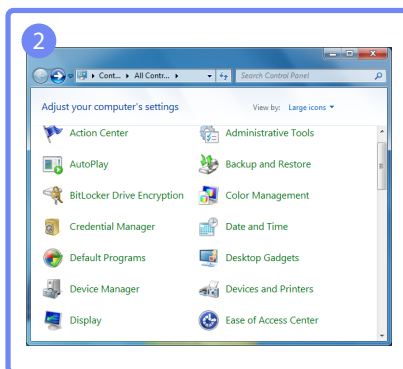 2
Cont... All Contr...
Search Control Panel
Adjust your computer's settings
View by: Large icons
Action Center
Administrative Tools
AutoPlay
Backup and Restore
BitLocker Drive Encryption
Color Management
Credential Manager
Date and Time
Default Programs
Desktop Gadgets
Device Manager
Devices and Printers
Display
Ease of Access Center